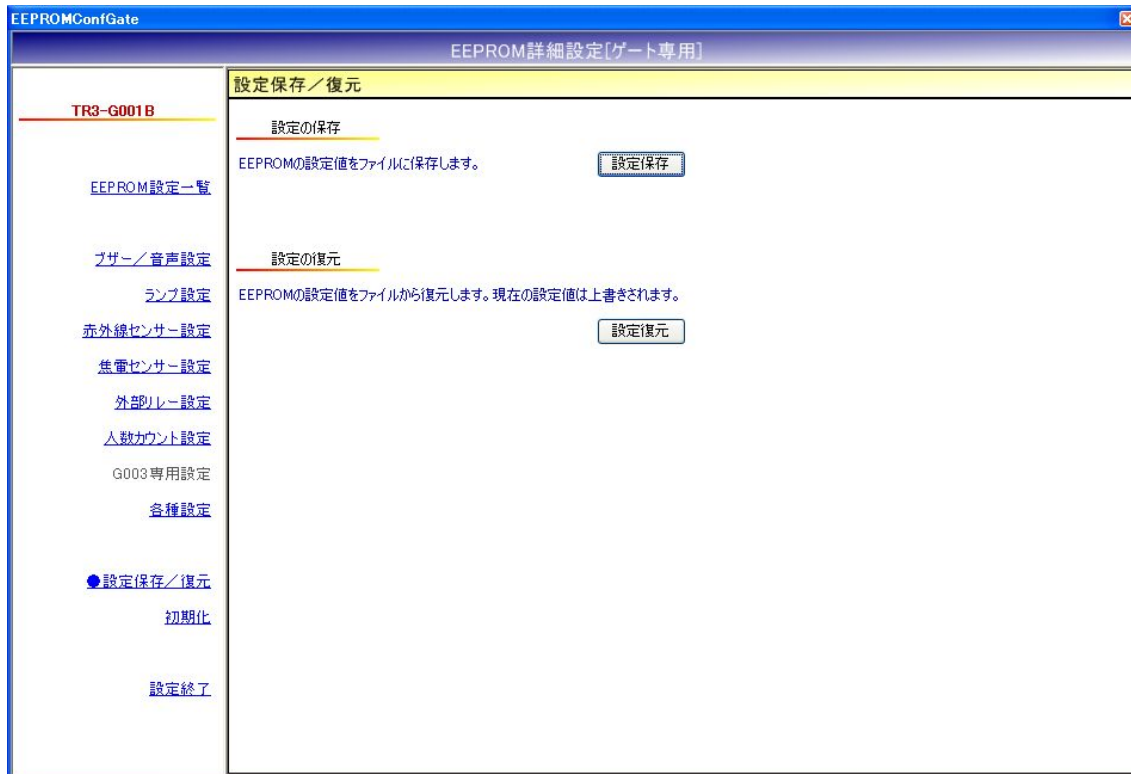 EEPROMConfGate
EEPROM詳細設定[ゲート専用]
TR3-G001B
EEPROM設定一覧
ブザー／音声設定
ランプ設定
赤外線センサー設定
焦電センサー設定
外部リレー設定
人数カウント設定
G003専用設定
各種設定
●設定保存／復元
初期化
設定終了
設定保存／復元
設定の保存
EEPROMの設定値をファイルに保存します。
設定保存
設定の復元
EEPROMの設定値をファイルから復元します。現在の設定値は上書きされます。
設定復元